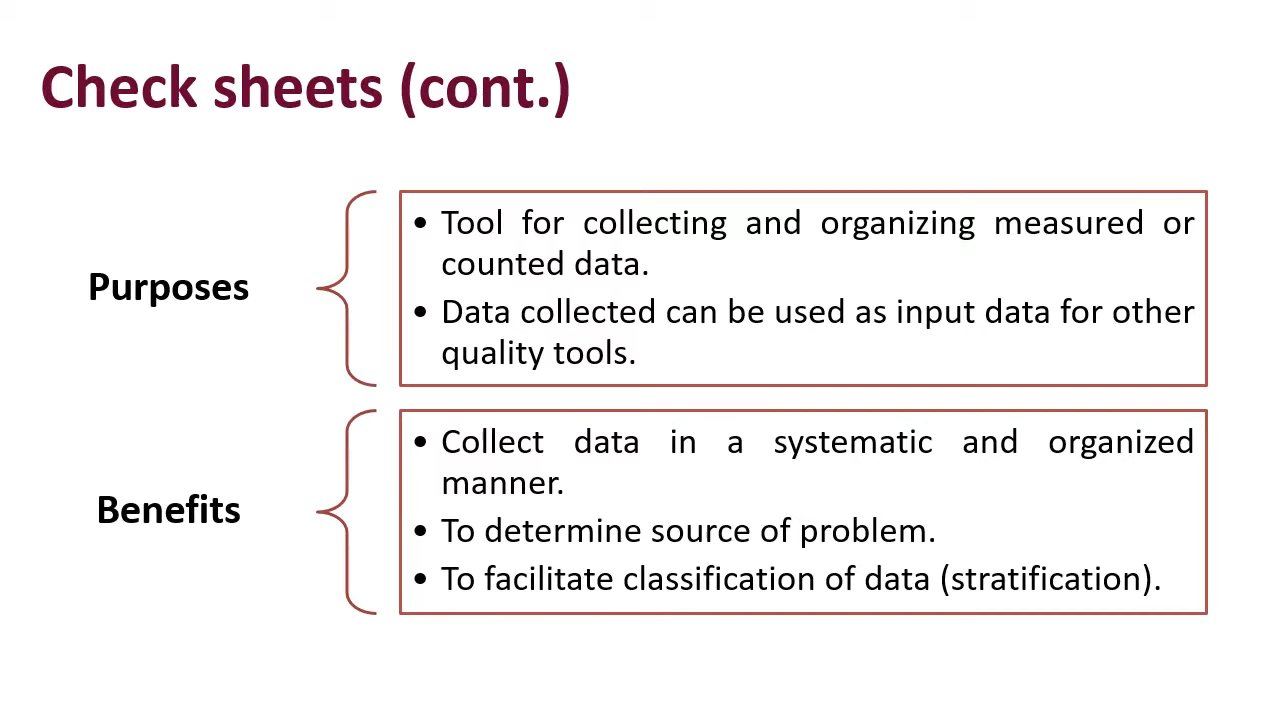 Check sheets (cont.)
Purposes
• Tool for collecting and organizing measured or
counted data.
• Data collected can be used as input data for other
quality tools.
Benefits
• Collect data in a systematic and organized
manner.
• To determine source of problem.
• To facilitate classification of data (stratification).